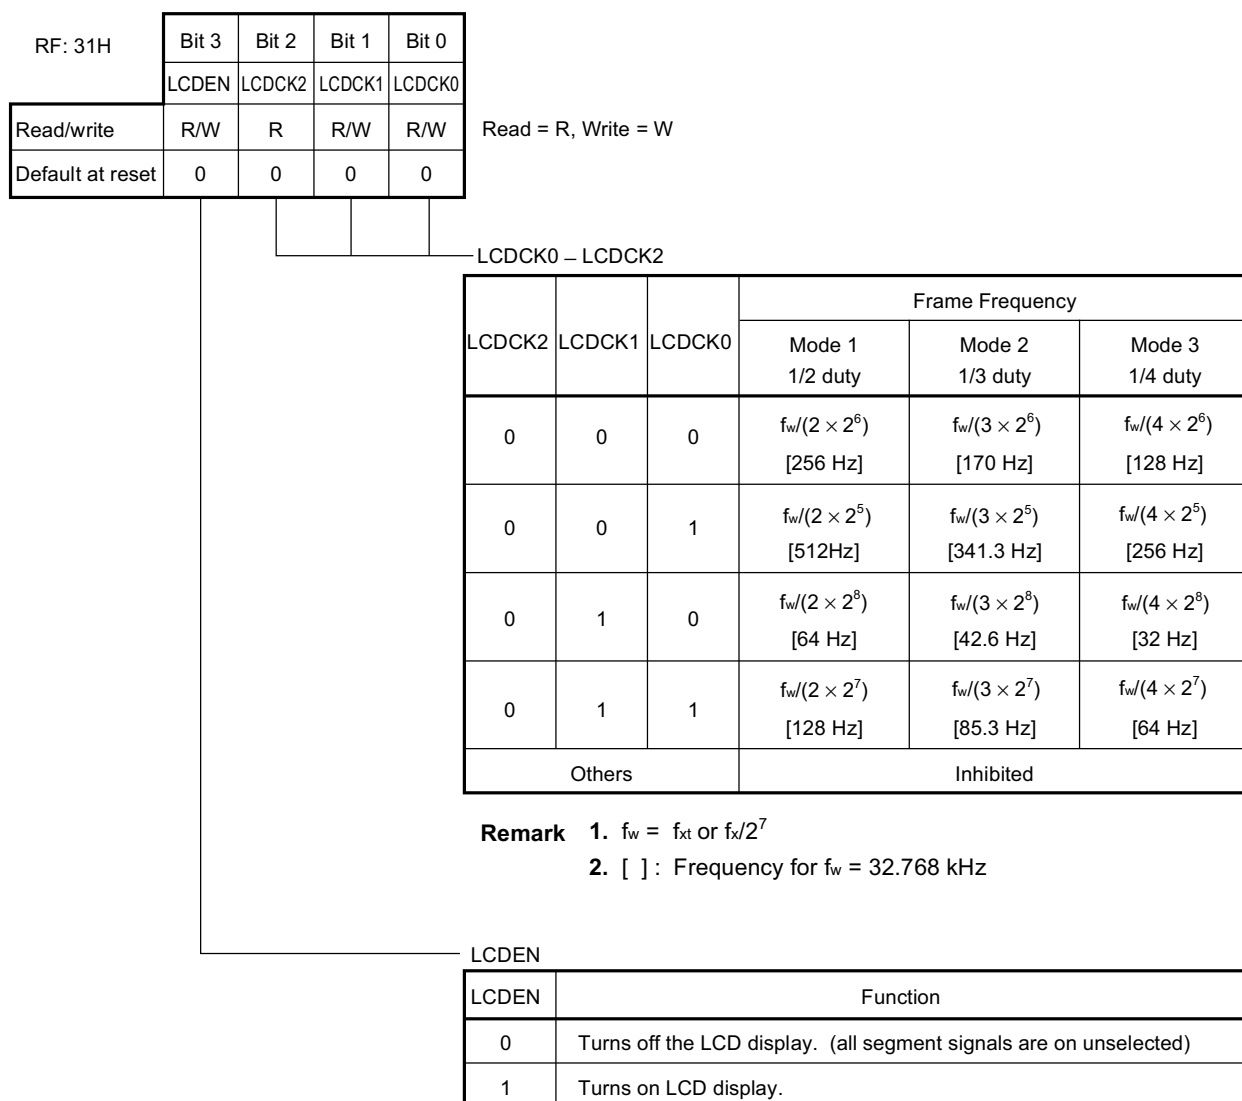 RF: 31H
Bit 3 Bit 2 Bit 1 Bit 0
LCDEN LCDCK2 LCDCK1 LCDCK0
Read/write R/W R R/W R/W
Read = R, Write = W
Default at reset 0 0 0 0
LCDCK0 – LCDCK2
LCDCK2 LCDCK1 LCDCK0 Frame Frequency
Mode 1 Mode 2 Mode 3
1/2 duty 1/3 duty 1/4 duty
0 0 0 fw/(2 × 2⁶) fw/(3 × 2⁶) fw/(4 × 2⁶)
[256 Hz] [170 Hz] [128 Hz]
0 0 1 fw/(2 × 2⁵) fw/(3 × 2⁵) fw/(4 × 2⁵)
[512Hz] [341.3 Hz] [256 Hz]
0 1 0 fw/(2 × 2⁸) fw/(3 × 2⁸) fw/(4 × 2⁸)
[64 Hz] [42.6 Hz] [32 Hz]
0 1 1 fw/(2 × 2⁷) fw/(3 × 2⁷) fw/(4 × 2⁷)
[128 Hz] [85.3 Hz] [64 Hz]
Others Inhibited
Remark 1. fw = fxt or fx/2⁷
2. [ ] : Frequency for fw = 32.768 kHz
LCDEN
LCDEN Function
0 Turns off the LCD display. (all segment signals are on unselected)
1 Turns on LCD display.